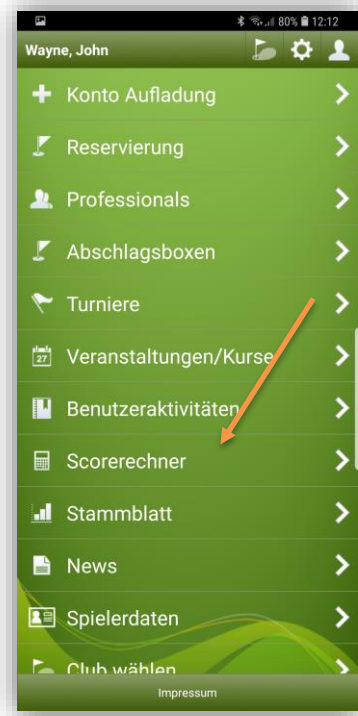 80% 12:12
Wayne, John
Konto Aufladung
Reservierung
Professionals
Abschlagsboxen
Turniere
27 Veranstaltungen/Kurse
Benutzeraktivitäten
Scorerechner
Stammblatt
News
Spielerdaten
Club wählen
Impressum